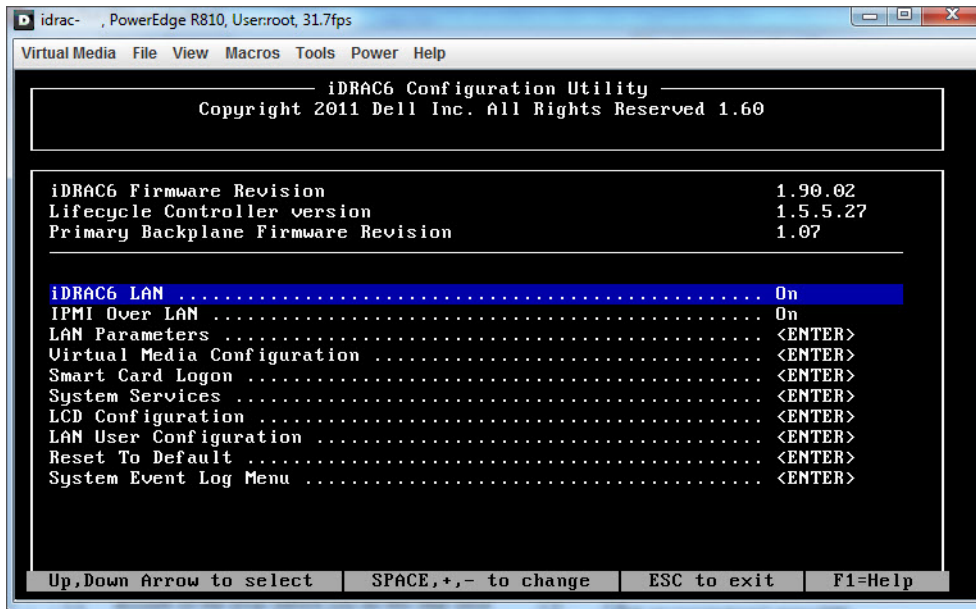 idrac- , PowerEdge R810, User:root, 31.7fps
Virtual Media File View Macros Tools Power Help
iDRAC6 Configuration Utility
Copyright 2011 Dell Inc. All Rights Reserved 1.60
iDRAC6 Firmware Revision 1.90.02
Lifecycle Controller version 1.5.5.27
Primary Backplane Firmware Revision 1.07
iDRAC6 LAN .................................................. On
IPMI Over LAN ............................................... On
LAN Parameters .............................................. <ENTER>
Virtual Media Configuration ................................. <ENTER>
Smart Card Logon ............................................ <ENTER>
System Services ............................................. <ENTER>
LCD Configuration ........................................... <ENTER>
LAN User Configuration ...................................... <ENTER>
Reset To Default ............................................ <ENTER>
System Event Log Menu ....................................... <ENTER>
Up,Down Arrow to select SPACE,+,- to change ESC to exit F1=Help